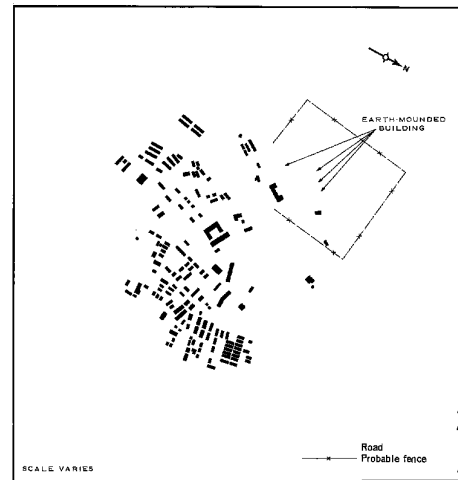 N
EARTH-MOUNDED
BUILDING
Road
Probable fence
SCALE VARIES